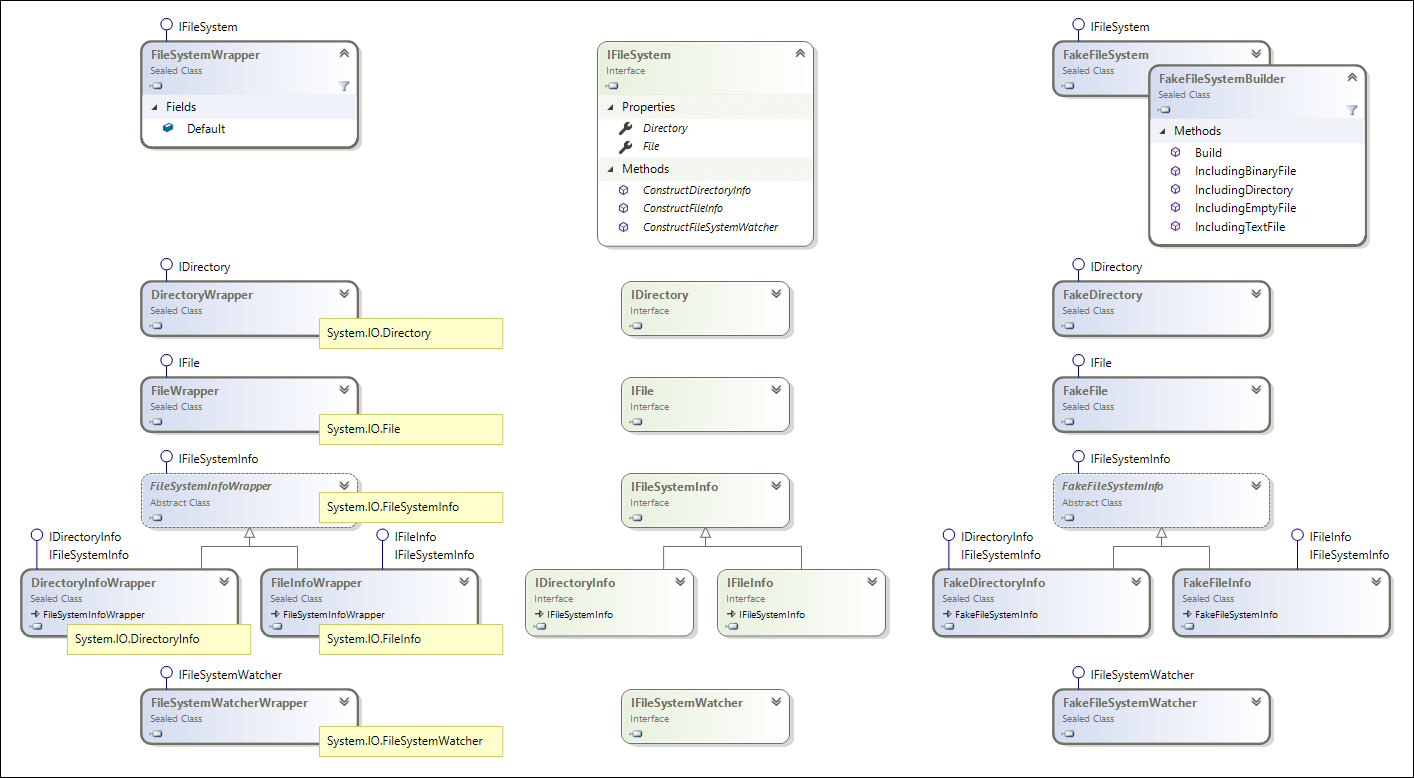 IFileSystem
FileSystemWrapper
Sealed Class
Fields
Default
IFileSystem
Interface
Properties
Directory
File
Methods
ConstructDirectoryInfo
ConstructFileInfo
ConstructFileSystemWatcher
IFileSystem
FakeFileSystem
Sealed Class
FakeFileSystemBuilder
Sealed Class
Methods
Build
IncludingBinaryFile
IncludingDirectory
IncludingEmptyFile
IncludingTextFile
IDirectory
DirectoryWrapper
Sealed Class
System.IO.Directory
IDirectory
Interface
IDirectory
FakeDirectory
Sealed Class
IFile
FileWrapper
Sealed Class
System.IO.File
IFile
Interface
IFile
FakeFile
Sealed Class
IFileSystemInfo
FileSystemInfoWrapper
Abstract Class
System.IO.FileSystemInfo
IFileSystemInfo
Interface
IFileSystemInfo
FakeFileSystemInfo
Abstract Class
IDirectoryInfo
IFileSystemInfo
DirectoryInfoWrapper
Sealed Class
FileSystemInfoWrapper
System.IO.DirectoryInfo
IFileInfo
IFileSystemInfo
FileInfoWrapper
Sealed Class
FileSystemInfoWrapper
System.IO.FileInfo
IDirectoryInfo
Interface
IFileSystemInfo
IFileInfo
Interface
IFileSystemInfo
IDirectoryInfo
IFileSystemInfo
FakeDirectoryInfo
Sealed Class
FakeFileSystemInfo
IFileInfo
IFileSystemInfo
FakeFileInfo
Sealed Class
FakeFileSystemInfo
IFileSystemWatcher
FileSystemWatcherWrapper
Sealed Class
System.IO.FileSystemWatcher
IFileSystemWatcher
Interface
IFileSystemWatcher
FakeFileSystemWatcher
Sealed Class